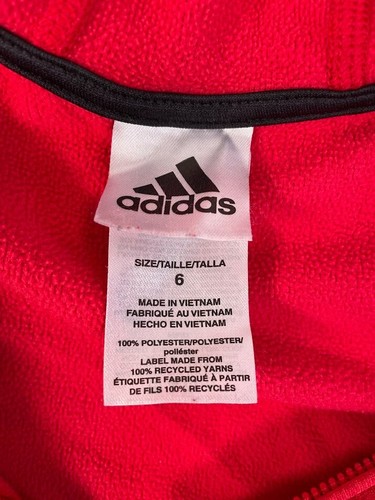 adidas
SIZE/TAILLE/TALLA
6
MADE IN VIETNAM
FABRIQUÉ AU VIETNAM
HECHO EN VIETNAM
100% POLYESTER/POLYESTER/
poliéster
LABEL MADE FROM
100% RECYCLED YARNS
ÉTIQUETTE FABRIQUÉ À PARTIR
DE FILS 100% RECYCLÉS